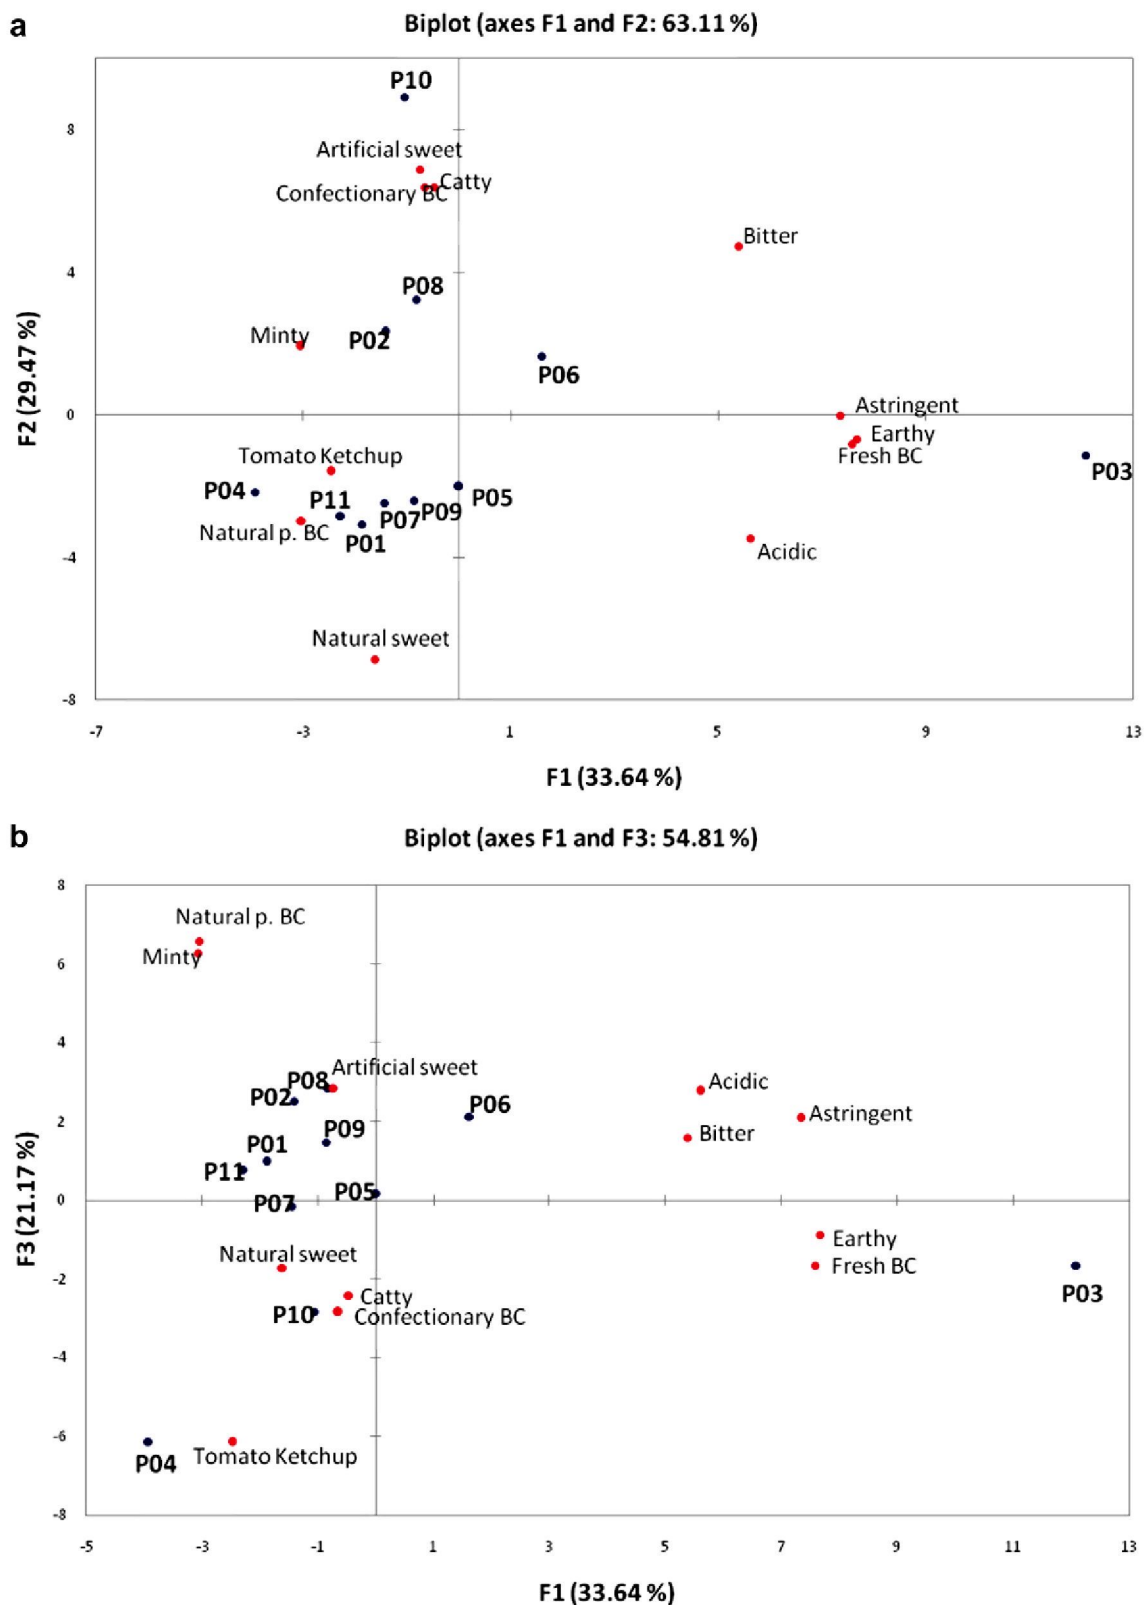 a
Biplot (axes F1 and F2: 63.11 %)
P10
8
Artificial sweet
Catty
Confectionary BC
Bitter
4
P08
Minty
P02
P06
F2 (29.47 %)
0
Astringent
Earthy
Fresh BC
Tomato Ketchup
P03
P04
P11
P05
P09
P07
Natural p. BC
P01
-4
Acidic
Natural sweet
-8
-7 -3 1 5 9 13
F1 (33.64 %)
b
Biplot (axes F1 and F3: 54.81 %)
8
Natural p. BC
Minty
6
4
Artificial sweet
P08
Acidic
P02
P06
Astringent
2
P09
Bitter
P01
P11
P05
F3 (21.17 %)
0
P07
Earthy
Natural sweet
Fresh BC
-2
Catty
P03
P10
Confectionary BC
-4
-6
Tomato Ketchup
P04
-8
-5 -3 -1 1 3 5 7 9 11 13
F1 (33.64 %)